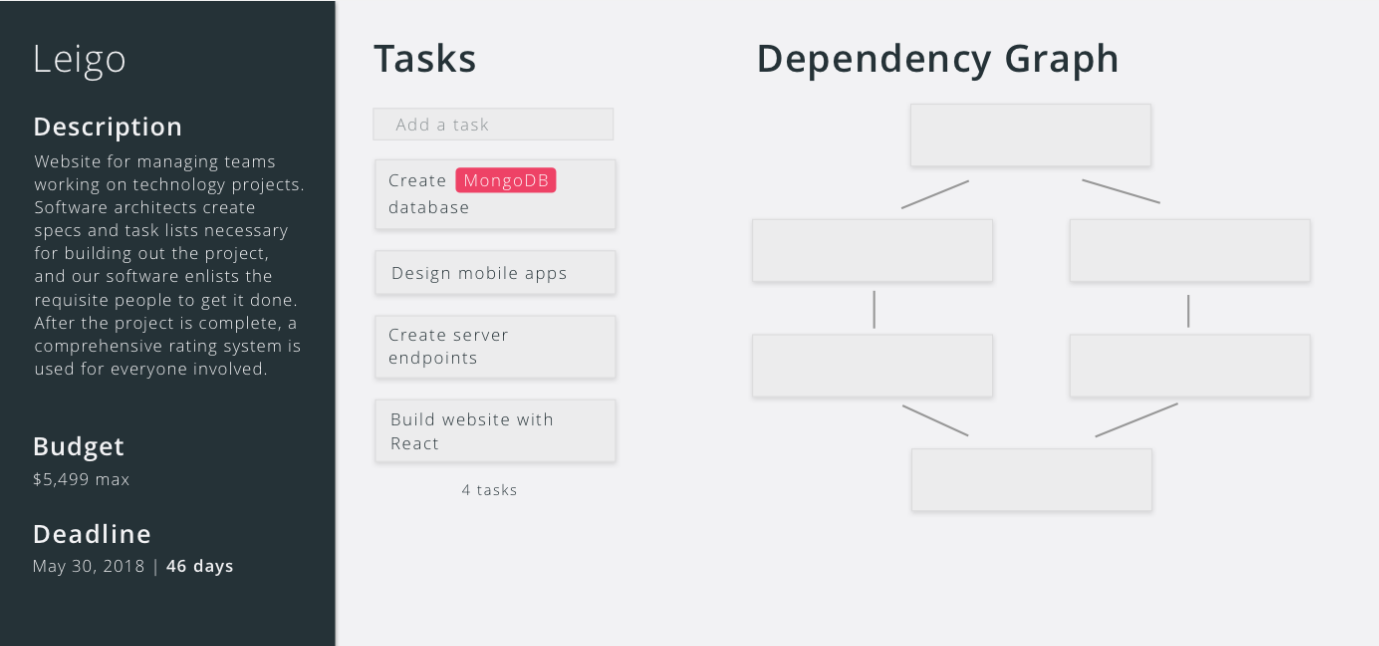 Leigo
Description
Website for managing teams
working on technology projects.
Software architects create
specs and task lists necessary
for building out the project,
and our software enlists the
requisite people to get it done.
After the project is complete, a
comprehensive rating system is
used for everyone involved.
Budget
$5,499 max
Deadline
May 30, 2018 | 46 days
Tasks
Add a task
Create MongoDB
database
Design mobile apps
Create server
endpoints
Build website with
React
4 tasks
Dependency Graph